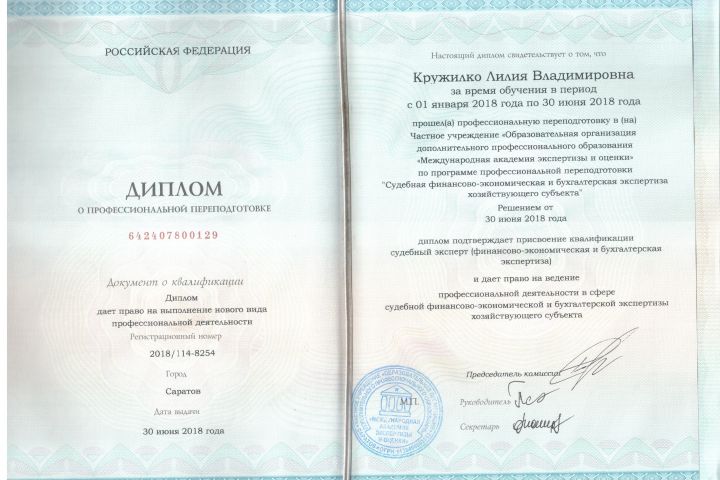 РОССИЙСКАЯ ФЕДЕРАЦИЯ
ДИПЛОМ
О ПРОФЕССИОНАЛЬНОЙ ПЕРЕПОДГОТОВКЕ
642407800129
Документ о квалификации
Диплом
дает право на выполнение нового вида
профессиональной деятельности
Регистрационный номер
2018/114-8254
Город
Саратов
Дата выдачи
30 июня 2018 года
Настоящий диплом свидетельствует о том, что
Кружилко Лилия Владимировна
за время обучения в период
с 01 января 2018 года по 30 июня 2018 года
прошел(а) профессиональную переподготовку в (на)
Частное учреждение «Образовательная организация
дополнительного профессионального образования
«Международная академия экспертизы и оценки»
по программе профессиональной переподготовки
"Судебная финансово-экономическая и бухгалтерская экспертиза
хозяйствующего субъекта"
Решением от
30 июня 2018 года
диплом подтверждает присвоение квалификации
судебный эксперт (финансово-экономическая и бухгалтерская
экспертиза)
и дает право на ведение
профессиональной деятельности в сфере
судебной финансово-экономической и бухгалтерской экспертизы
хозяйствующего субъекта
Председатель комиссии
М.П.
Руководитель
Секретарь
«МЕЖДУНАРОДНАЯ
АКАДЕМИЯ
ЭКСПЕРТИЗЫ
И ОЦЕНКИ»